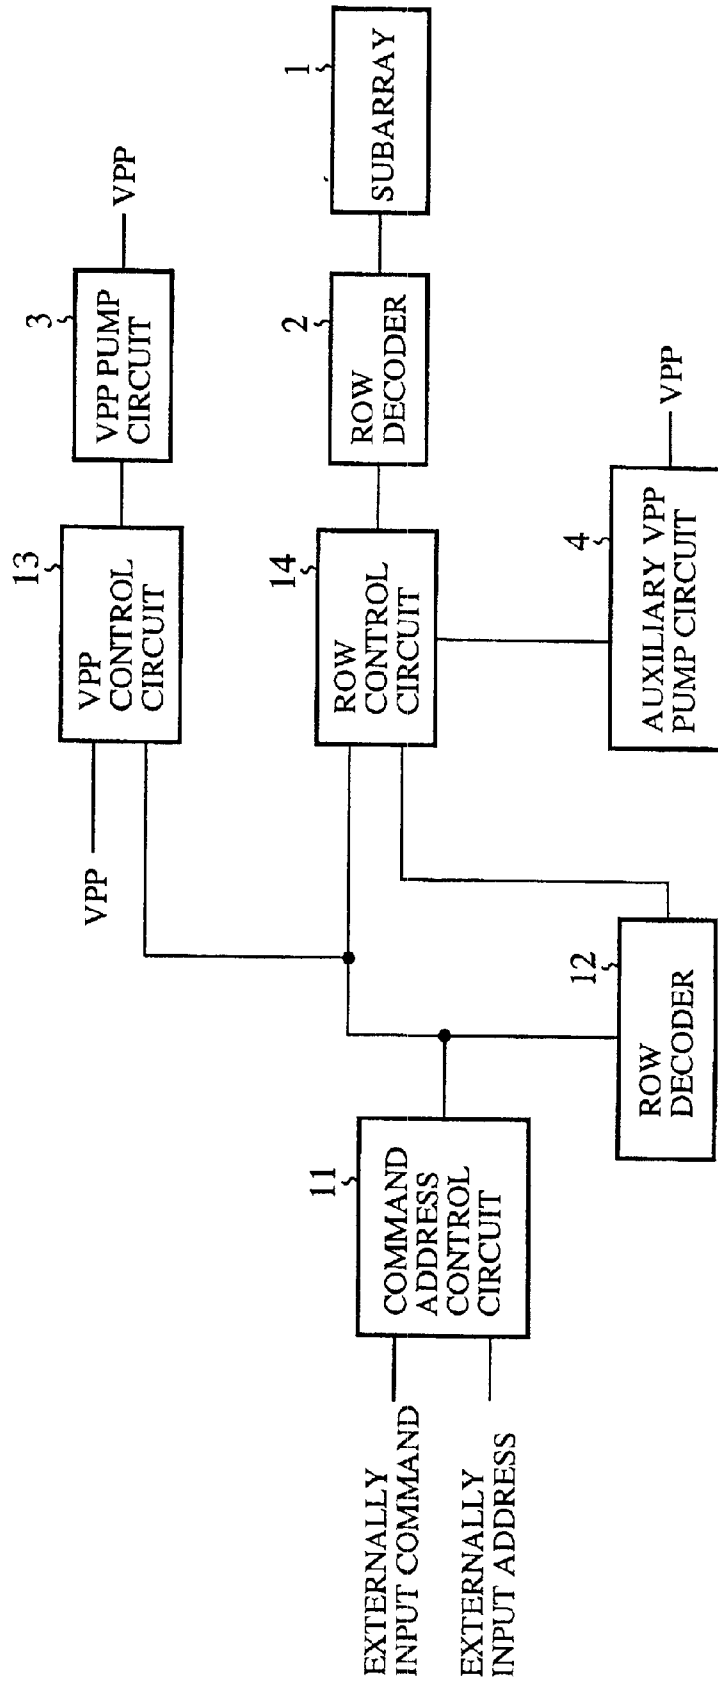 EXTERNALLY
INPUT COMMAND
EXTERNALLY
INPUT ADDRESS
11
COMMAND
ADDRESS
CONTROL
CIRCUIT
12
ROW
DECODER
VPP
13
VPP
CONTROL
CIRCUIT
3
VPP PUMP
CIRCUIT
VPP
14
ROW
CONTROL
CIRCUIT
2
ROW
DECODER
1
SUBARRAY
4
AUXILIARY VPP
PUMP CIRCUIT
VPP